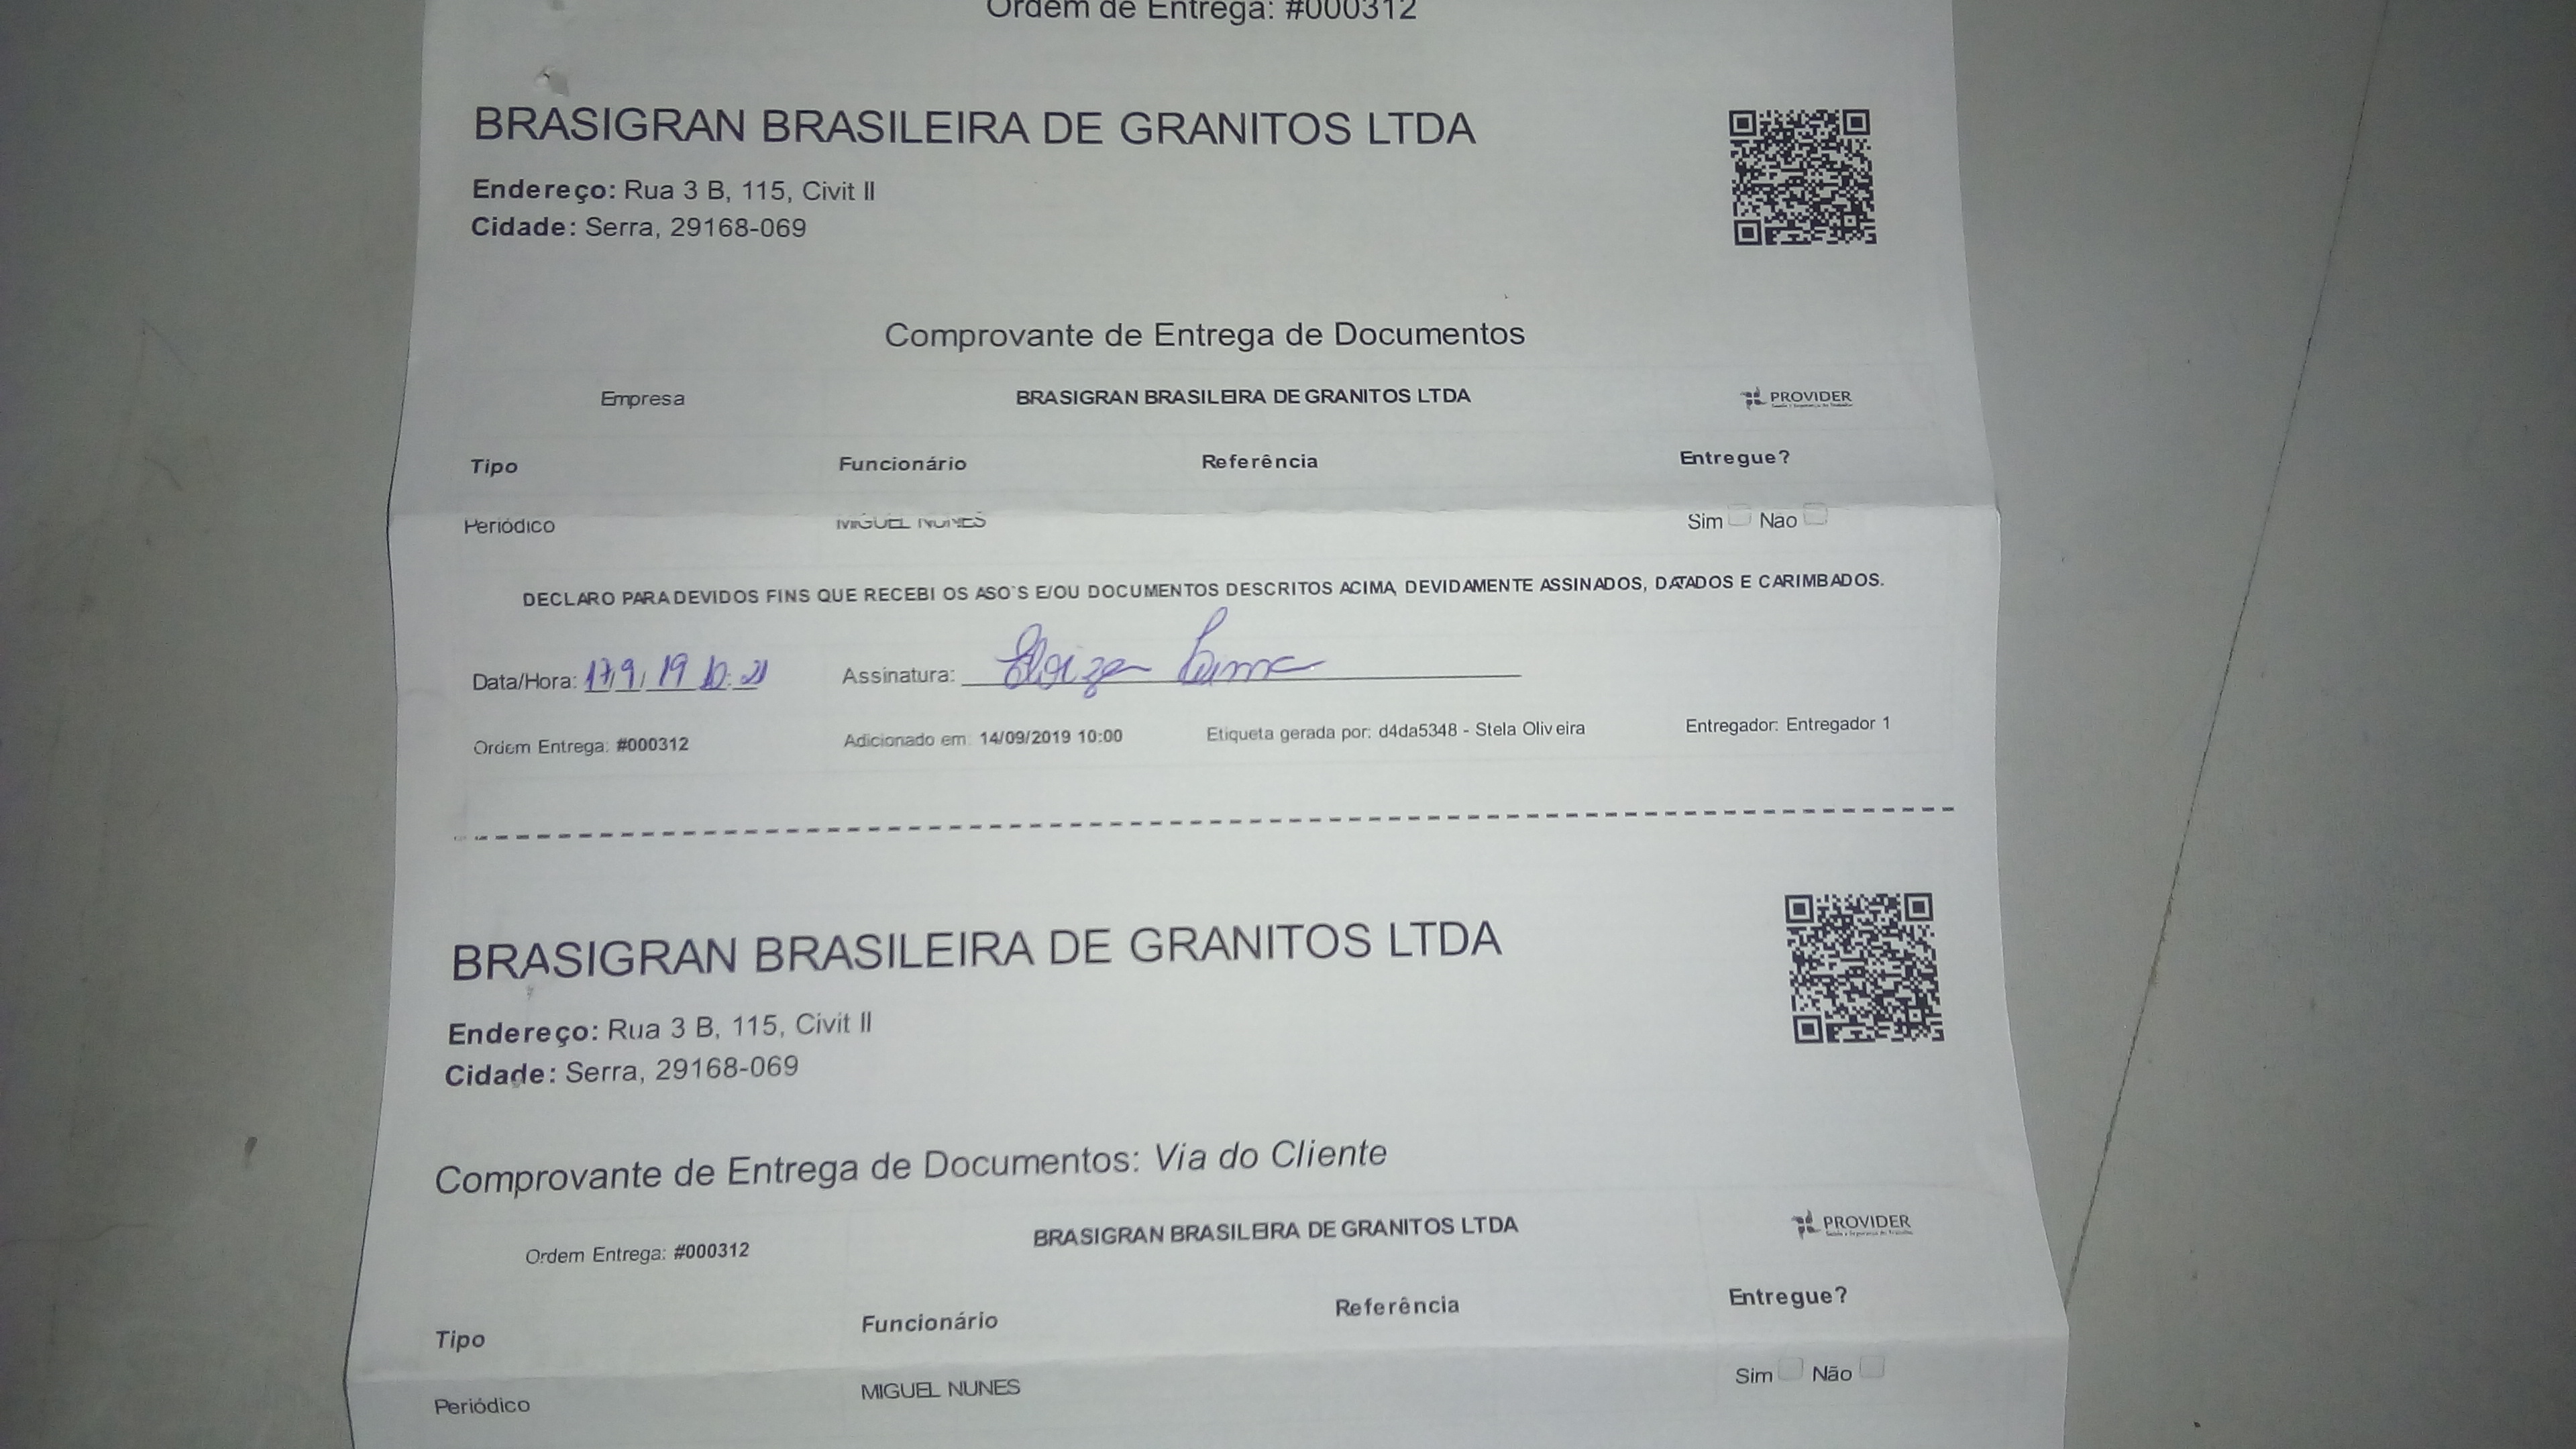 Ordem de Entrega: #000312
BRASIGRAN BRASILEIRA DE GRANITOS LTDA
Endereço: Rua 3 B, 115, Civit II
Cidade: Serra, 29168-069
Comprovante de Entrega de Documentos
Empresa BRASIGRAN BRASILEIRA DE GRANITOS LTDA PROVIDER
Tipo Funcionário Referência Entregue?
Periódico MIGUEL NUNES Sim Não
DECLARO PARA DEVIDOS FINS QUE RECEBI OS ASO`S E/OU DOCUMENTOS DESCRITOS ACIMA, DEVIDAMENTE ASSINADOS, DATADOS E CARIMBADOS.
Data/Hora: 17/9/19 Assinatura:
Ordem Entrega: #000312 Adicionado em: 14/09/2019 10:00 Etiqueta gerada por: d4da5348 - Stela Oliveira Entregador: Entregador 1
BRASIGRAN BRASILEIRA DE GRANITOS LTDA
Endereço: Rua 3 B, 115, Civit II
Cidade: Serra, 29168-069
Comprovante de Entrega de Documentos: Via do Cliente
Ordem Entrega: #000312 BRASIGRAN BRASILEIRA DE GRANITOS LTDA PROVIDER
Tipo Funcionário Referência Entregue?
Periódico MIGUEL NUNES Sim Não